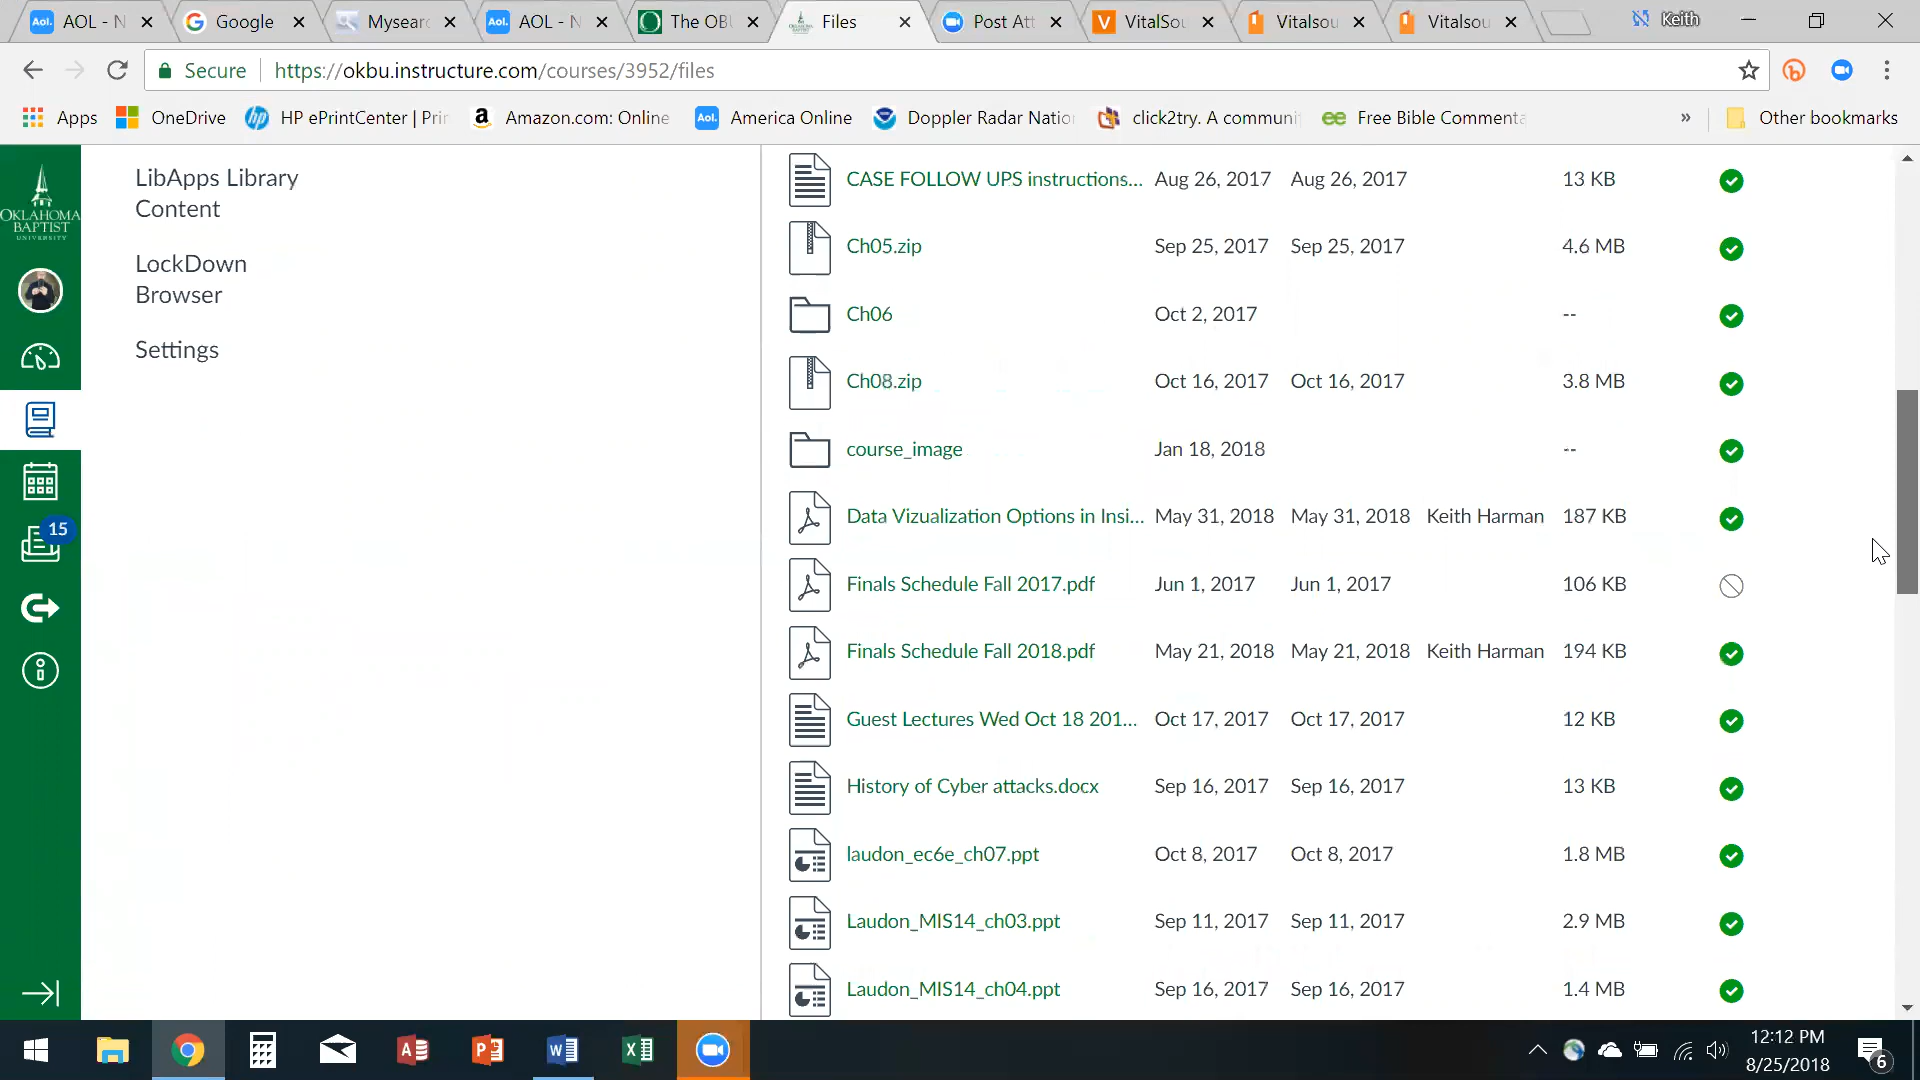 AOL - N
Google
Mysearc
AOL - N
The OBU
Files
Post Att
VitalSou
Vitalsou
Vitalsou
Keith
Secure
https://okbu.instructure.com/courses/3952/files
Apps
OneDrive
HP ePrintCenter | Prin
Amazon.com: Online
America Online
Doppler Radar Nation
click2try. A communi
Free Bible Commenta
»
Other bookmarks
OKLAHOMA
BAPTIST
UNIVERSITY
15
LibApps Library
Content
LockDown
Browser
Settings
CASE FOLLOW UPS instructions... Aug 26, 2017 Aug 26, 2017 13 KB
Ch05.zip Sep 25, 2017 Sep 25, 2017 4.6 MB
Ch06 Oct 2, 2017 --
Ch08.zip Oct 16, 2017 Oct 16, 2017 3.8 MB
course_image Jan 18, 2018 --
Data Vizualization Options in Insi... May 31, 2018 May 31, 2018 Keith Harman 187 KB
Finals Schedule Fall 2017.pdf Jun 1, 2017 Jun 1, 2017 106 KB
Finals Schedule Fall 2018.pdf May 21, 2018 May 21, 2018 Keith Harman 194 KB
Guest Lectures Wed Oct 18 201... Oct 17, 2017 Oct 17, 2017 12 KB
History of Cyber attacks.docx Sep 16, 2017 Sep 16, 2017 13 KB
laudon_ec6e_ch07.ppt Oct 8, 2017 Oct 8, 2017 1.8 MB
Laudon_MIS14_ch03.ppt Sep 11, 2017 Sep 11, 2017 2.9 MB
Laudon_MIS14_ch04.ppt Sep 16, 2017 Sep 16, 2017 1.4 MB
12:12 PM
8/25/2018
6